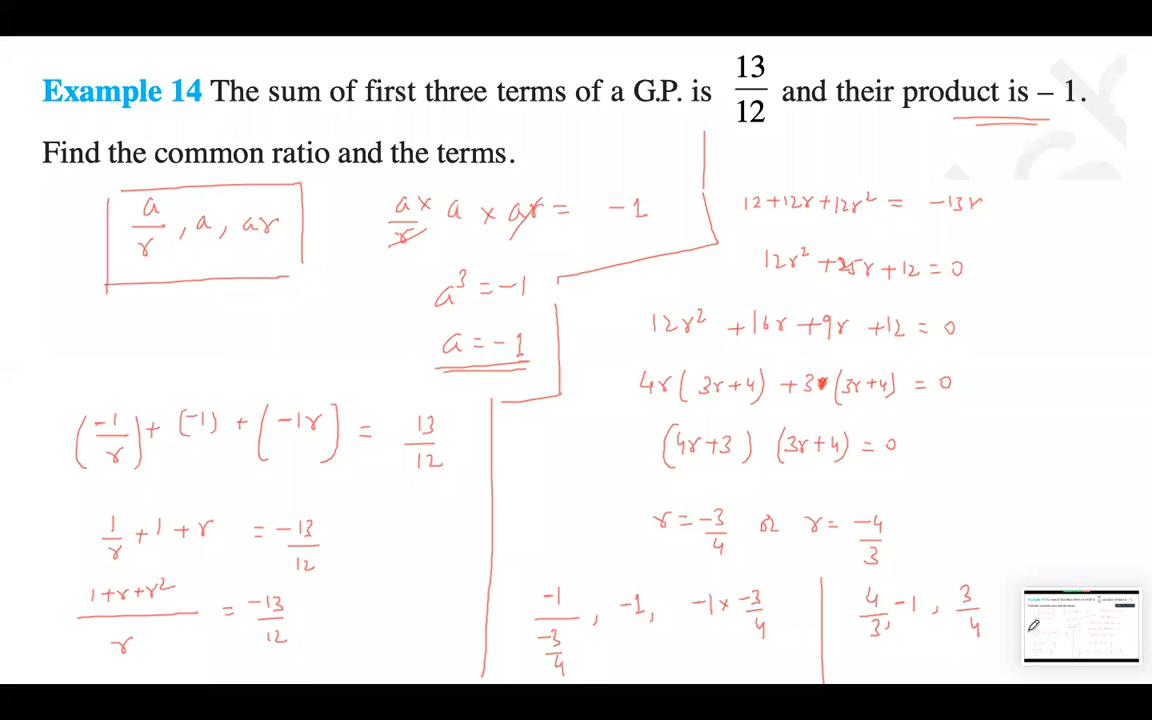 Example 14 The sum of first three terms of a G.P. is 13/12 and their product is – 1.
Find the common ratio and the terms.
a/r , a, ar
a/r × a × ar = -1
a³ = -1
a = -1
(-1/r) + (-1) + (-1r) = 13/12
1/r + 1 + r = -13/12
1+r+r²/r = -13/12
12+12r+12r² = -13r
12r² + 25r + 12 = 0
12r² + 16r + 9r + 12 = 0
4r(3r+4) + 3(3r+4) = 0
(4r+3) (3r+4) = 0
r = -3/4 or r = -4/3
-1/-3/4 , -1, -1 × -3/4
4/3, -1, 3/4